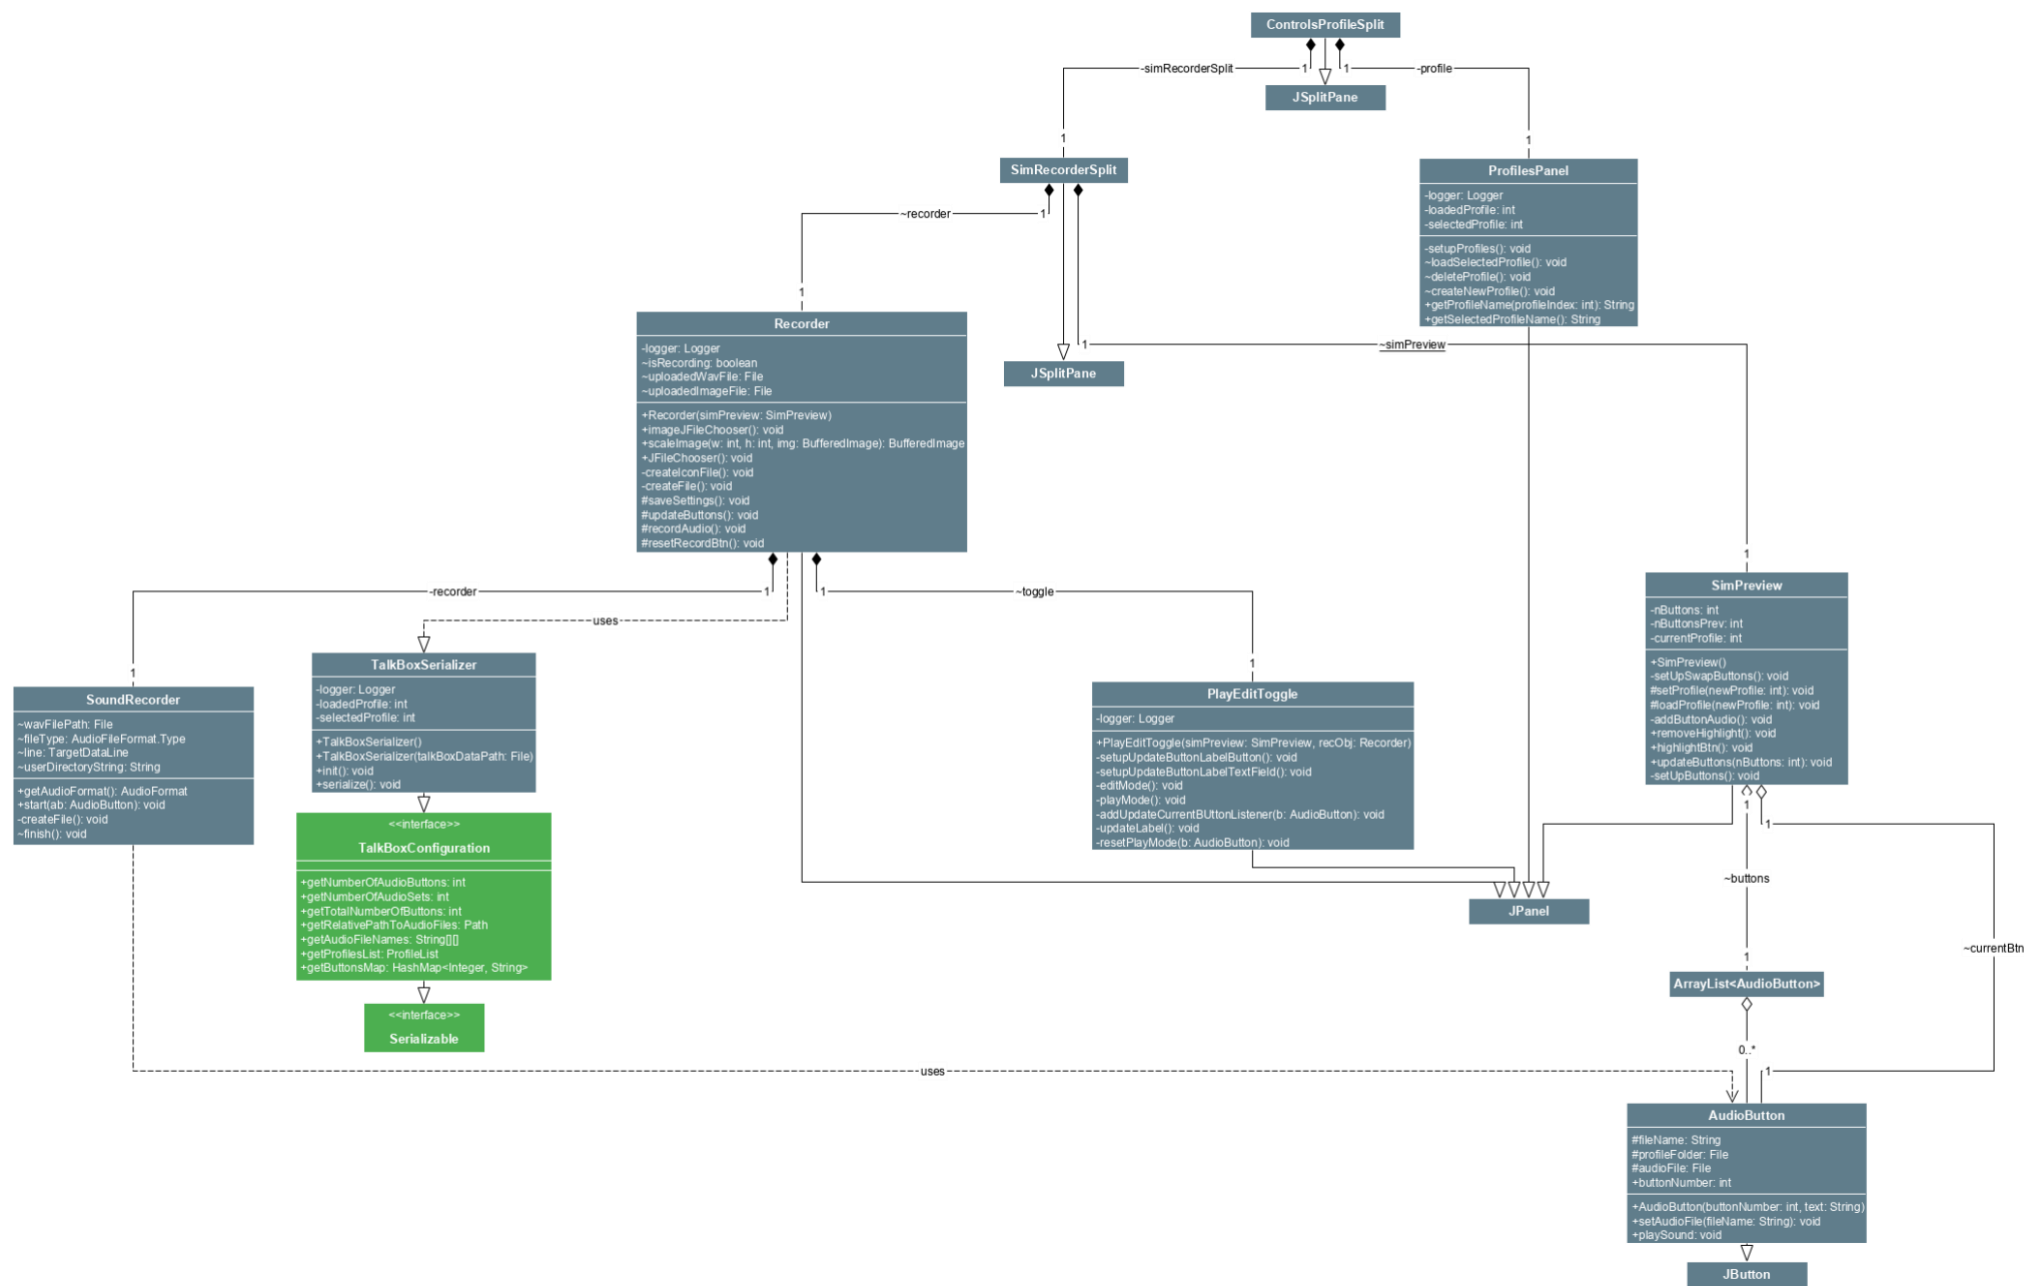 ControlsProfileSplit
-simRecorderSplit
1
1
-profile
JSplitPane
1
1
SimRecorderSplit
ProfilesPanel
-logger: Logger
-loadedProfile: int
-selectedProfile: int
-setupProfiles(): void
~loadSelectedProfile(): void
~deleteProfile(): void
~createNewProfile(): void
+getProfileName(profileIndex: int): String
+getSelectedProfileName(): String
~recorder
1
1
Recorder
-logger: Logger
~isRecording: boolean
~uploadedWavFile: File
~uploadedImageFile: File
+Recorder(simPreview: SimPreview)
+imageJFileChooser(): void
+scaleImage(w: int, h: int, img: BufferedImage): BufferedImage
+JFileChooser(): void
-createIconFile(): void
-createFile(): void
#saveSettings(): void
#updateButtons(): void
#recordAudio(): void
#resetRecordBtn(): void
1
~simPreview
JSplitPane
1
SimPreview
-nButtons: int
-nButtonsPrev: int
-currentProfile: int
+SimPreview()
-setUpSwapButtons(): void
#setProfile(newProfile: int): void
#loadProfile(newProfile: int): void
-addButtonAudio(): void
+removeHighlight(): void
+highlightBtn(): void
+updateButtons(nButtons: int): void
-setUpButtons(): void
-recorder
1
1
~toggle
uses
1
1
SoundRecorder
~wavFilePath: File
~fileType: AudioFileFormat.Type
~line: TargetDataLine
~userDirectoryString: String
+getAudioFormat(): AudioFormat
+start(ab: AudioButton): void
-createFile(): void
~finish(): void
TalkBoxSerializer
-logger: Logger
-loadedProfile: int
-selectedProfile: int
+TalkBoxSerializer()
+TalkBoxSerializer(talkBoxDataPath: File)
+init(): void
+serialize(): void
PlayEditToggle
-logger: Logger
+PlayEditToggle(simPreview: SimPreview, recObj: Recorder)
-setupUpdateButtonLabelButton(): void
-setupUpdateButtonLabelTextField(): void
-editMode(): void
-playMode(): void
-addUpdateCurrentBUttonListener(b: AudioButton): void
-updateLabel(): void
-resetPlayMode(b: AudioButton): void
<<interface>>
TalkBoxConfiguration
+getNumberOfAudioButtons: int
+getNumberOfAudioSets: int
+getTotalNumberOfButtons: int
+getRelativePathToAudioFiles: Path
+getAudioFileNames: String[][]
+getProfilesList: ProfileList
+getButtonsMap: HashMap<Integer, String>
<<interface>>
Serializable
1
1
~buttons
JPanel
~currentBtn
1
ArrayList<AudioButton>
0..*
uses
1
AudioButton
#fileName: String
#profileFolder: File
#audioFile: File
+buttonNumber: int
+AudioButton(buttonNumber: int, text: String)
+setAudioFile(fileName: String): void
+playSound: void
JButton